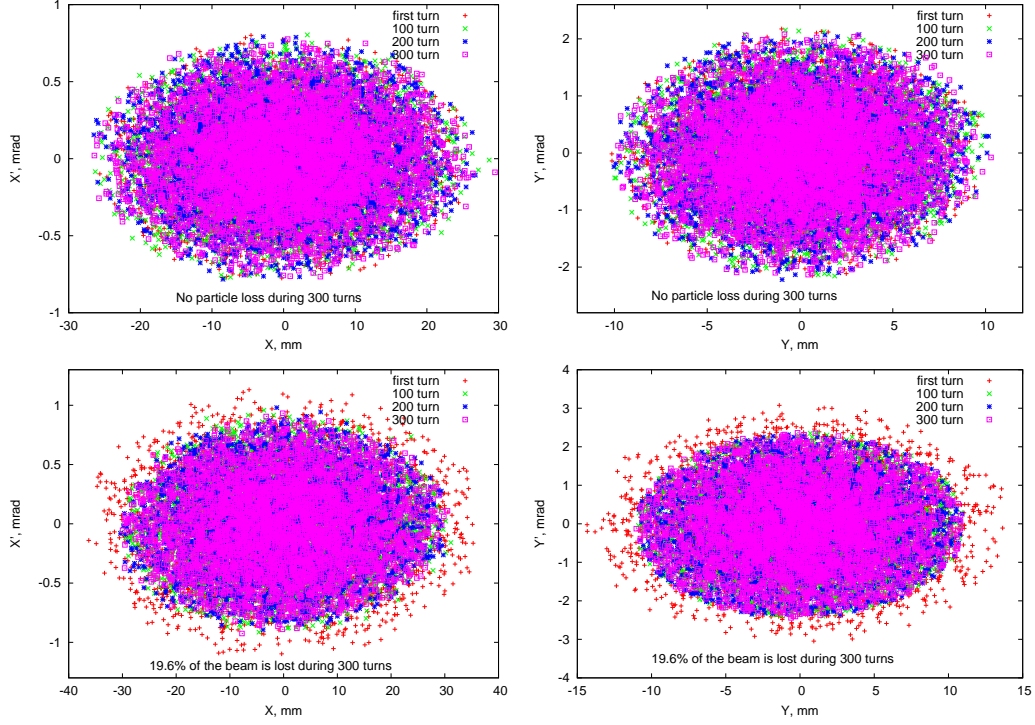 first turn
100 turn
200 turn
300 turn
1
0.5
0
-0.5
-1
X', mrad
No particle loss during 300 turns
-30 -20 -10 0 10 20 30
X, mm
first turn
100 turn
200 turn
300 turn
2
1
0
-1
-2
Y', mrad
No particle loss during 300 turns
-10 -5 0 5 10
Y, mm
first turn
100 turn
200 turn
300 turn
1
0.5
0
-0.5
-1
X', mrad
19.6% of the beam is lost during 300 turns
-40 -30 -20 -10 0 10 20 30 40
X, mm
first turn
100 turn
200 turn
300 turn
4
3
2
1
0
-1
-2
-3
-4
Y', mrad
19.6% of the beam is lost during 300 turns
-15 -10 -5 0 5 10 15
Y, mm